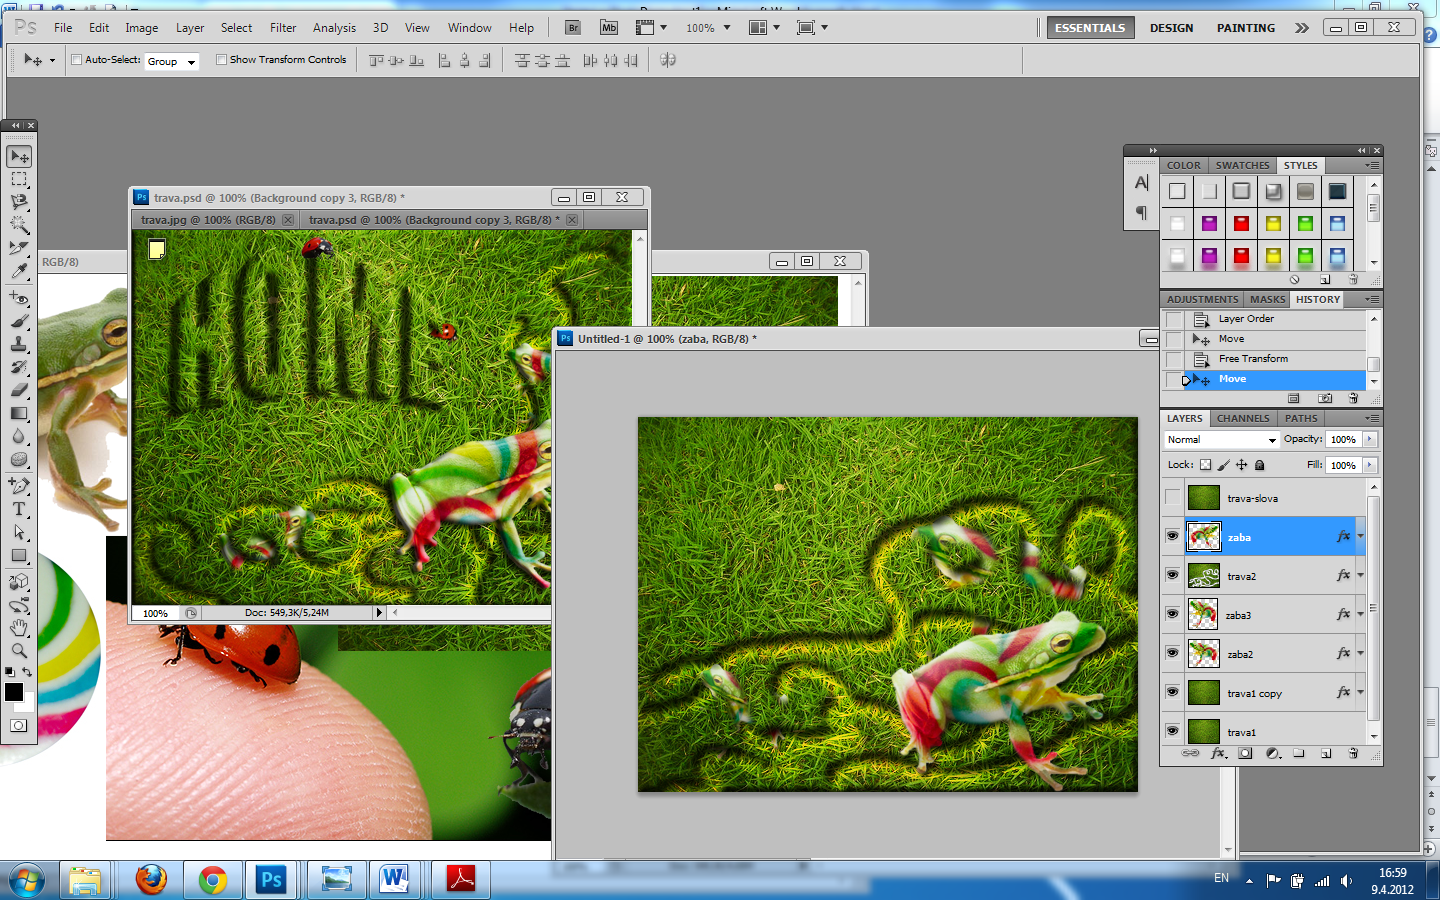 Ps File Edit Image Layer Select Filter Analysis 3D View Window Help Br Mb 100% ESSENTIALS DESIGN PAINTING
Auto-Select: Group Show Transform Controls
trava.psd @ 100% (Background copy 3, RGB/8) *
trava.jpg @ 100% (RGB/8) trava.psd @ 100% (Background copy 3, RGB/8) *
RGB/8)
Untitled-1 @ 100% (zaba, RGB/8) *
100% Doc: 549,3K/5,24M
COLOR SWATCHES STYLES
ADJUSTMENTS MASKS HISTORY
Layer Order
Move
Free Transform
Move
LAYERS CHANNELS PATHS
Normal Opacity: 100%
Lock: Fill: 100%
trava-slova
zaba
trava2
zaba3
zaba2
trava1 copy
trava1
EN 16:59
9.4.2012